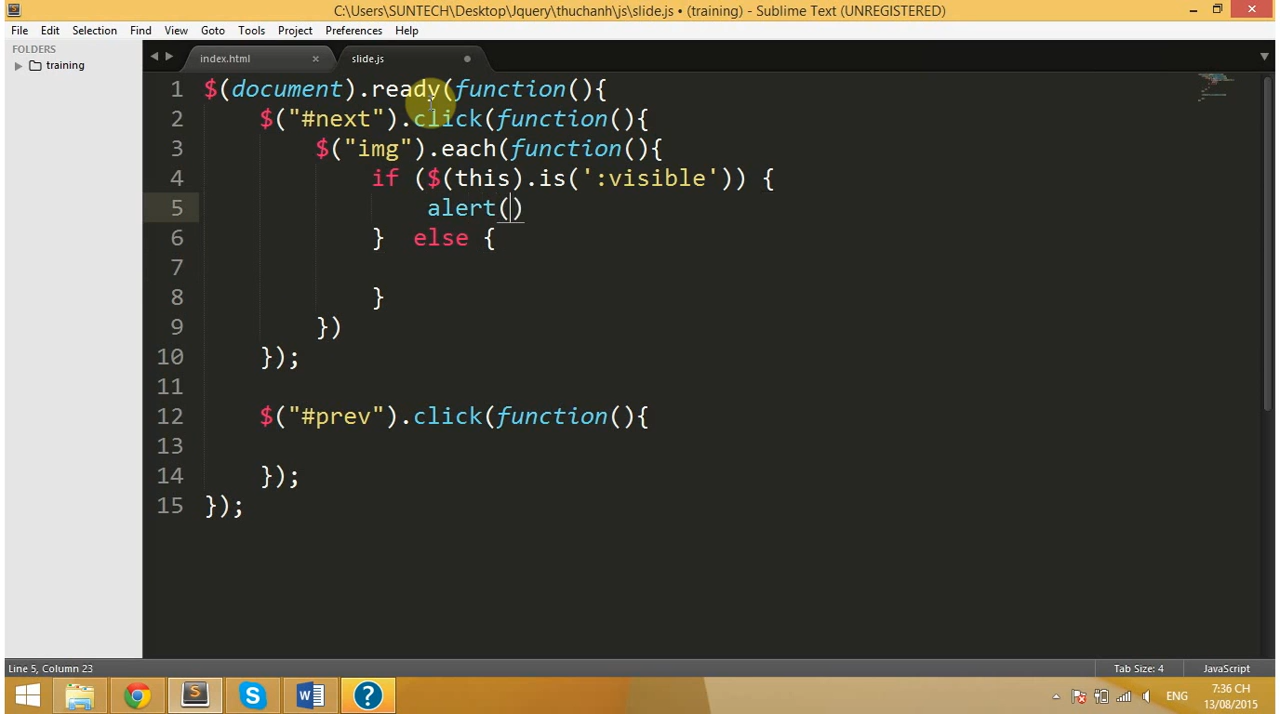 C:\Users\SUNTECH\Desktop\Jquery\thuchanh\js\slide.js • (training) - Sublime Text (UNREGISTERED)
File Edit Selection Find View Goto Tools Project Preferences Help
FOLDERS
training
index.html
slide.js
1 $(document).ready(function(){
2 $("#next").click(function(){
3 $("img").each(function(){
4 if ($(this).is(':visible')) {
5 alert()
6 } else {
7
8 }
9 })
10 });
11
12 $("#prev").click(function(){
13
14 });
15 });
Line 5, Column 23
Tab Size: 4
JavaScript
ENG
7:36 CH
13/08/2015